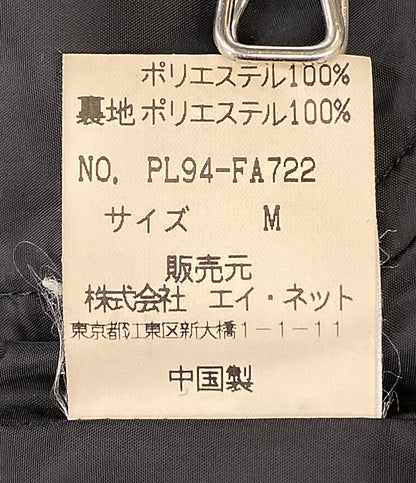 ポリエステル100%
裏地 ポリエステル100%
NO. PL94-FA722
サイズ M
販売元
株式会社 エイ・ネット
東京都江東区新大橋1-1-11
中国製